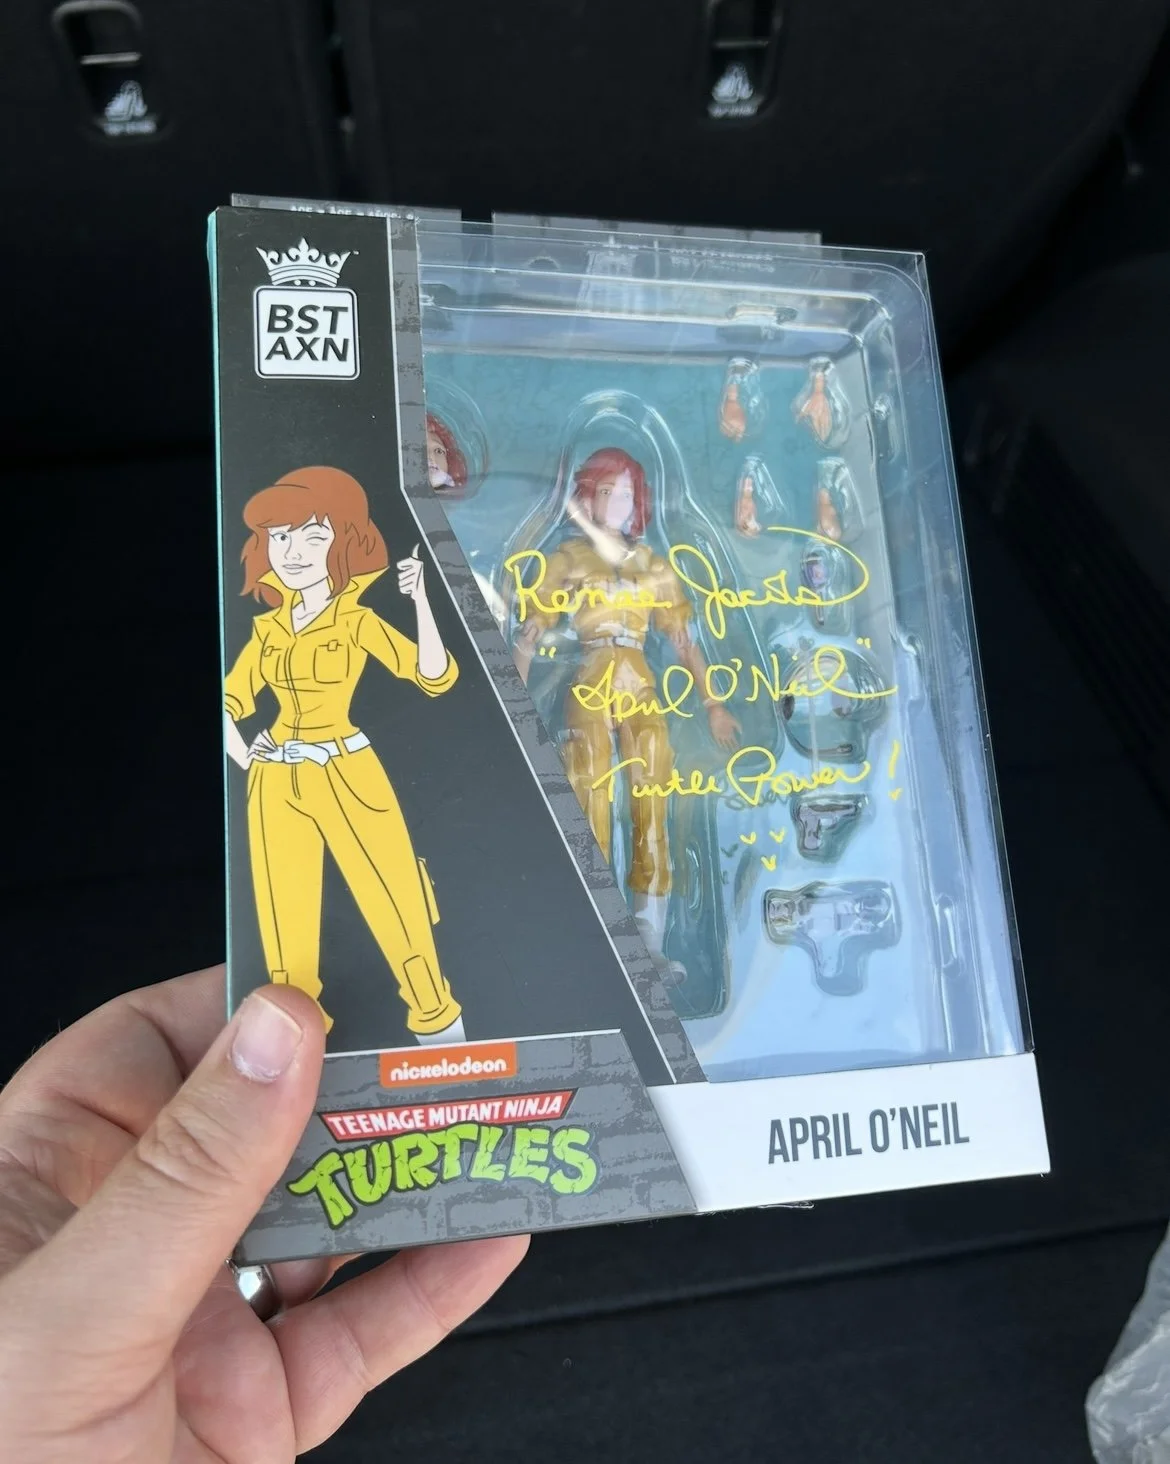 BST
AXN
Renae Jacobs
"April O'Neil"
Turtle Power!
nickelodeon
TEENAGE MUTANT NINJA
TURTLES
APRIL O'NEIL